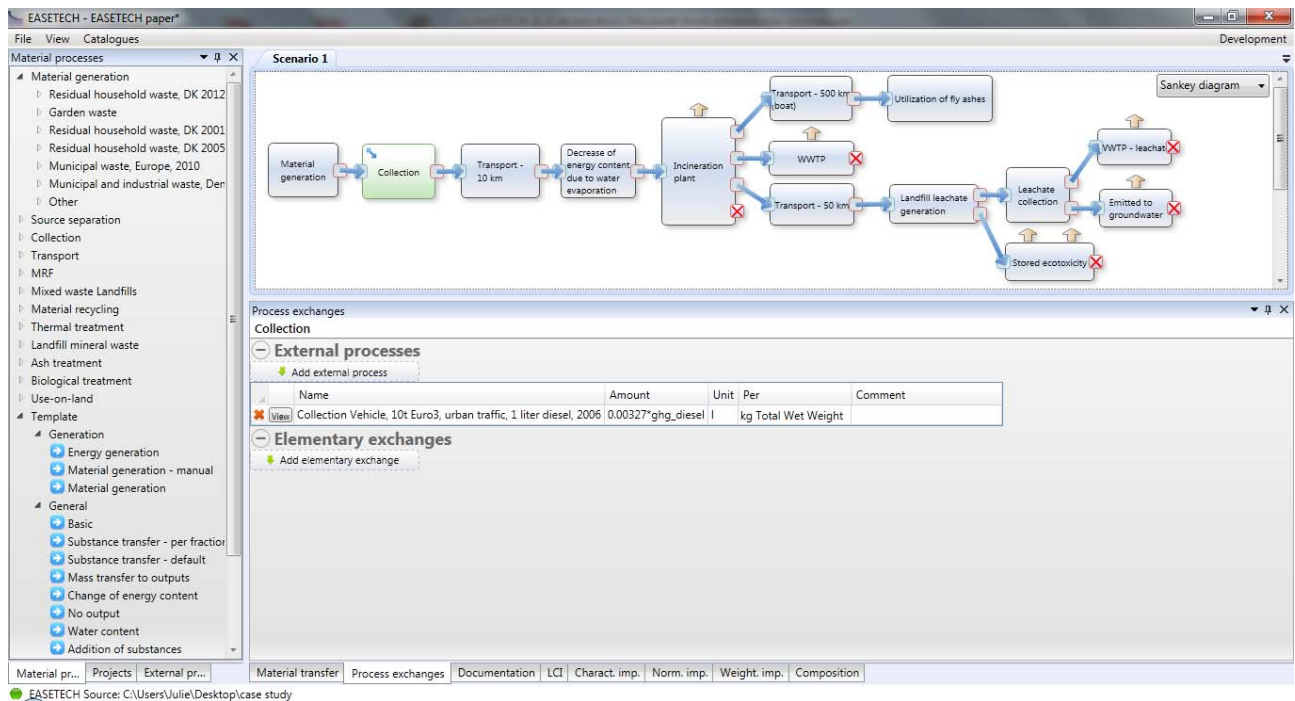 EASETECH - EASETECH paper*
File View Catalogues
Development
Material processes
Material generation
Residual household waste, DK 2012
Garden waste
Residual household waste, DK 2001
Residual household waste, DK 2005
Municipal waste, Europe, 2010
Municipal and industrial waste, Der
Other
Source separation
Collection
Transport
MRF
Mixed waste Landfills
Material recycling
Thermal treatment
Landfill mineral waste
Ash treatment
Biological treatment
Use-on-land
Template
Generation
Energy generation
Material generation - manual
Material generation
General
Basic
Substance transfer - per fraction
Substance transfer - default
Mass transfer to outputs
Change of energy content
No output
Water content
Addition of substances
Material pr... Projects External pr...
Scenario 1
Sankey diagram
Material
generation
Collection
Transport -
10 km
Decrease of
energy content
due to water
evaporation
Incineration
plant
Transport - 500 km
(boat)
Utilization of fly ashes
WWTP
Transport - 50 km
Landfill leachate
generation
Leachate
collection
WWTP - leachat
Emitted to
groundwater
Stored ecotoxicity
Process exchanges
Collection
External processes
Add external process
Name Amount Unit Per Comment
View Collection Vehicle, 10t Euro3, urban traffic, 1 liter diesel, 2006 0.00327*ghg_diesel l kg Total Wet Weight
Elementary exchanges
Add elementary exchange
Material transfer Process exchanges Documentation LCI Charact. imp. Norm. imp. Weight. imp. Composition
EASETECH Source: C:\Users\Julie\Desktop\case study